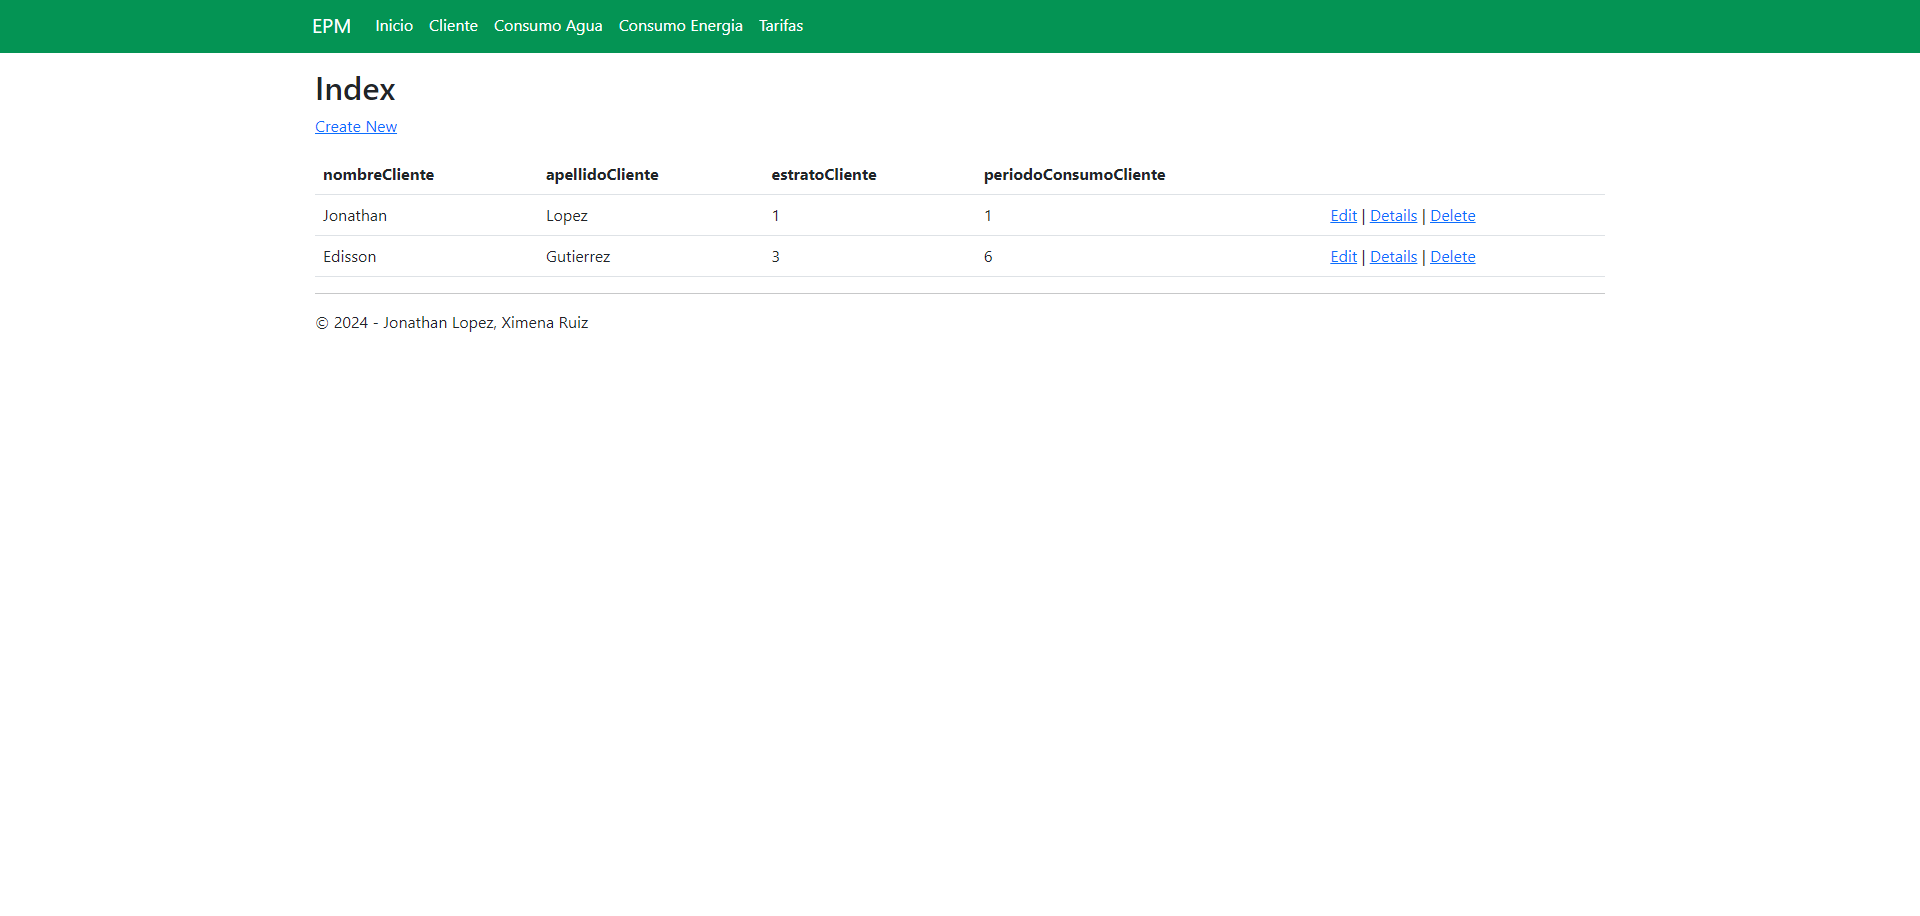 EPM Inicio Cliente Consumo Agua Consumo Energia Tarifas
Index
Create New
nombreCliente apellidoCliente estratoCliente periodoConsumoCliente
Jonathan Lopez 1 1 Edit | Details | Delete
Edisson Gutierrez 3 6 Edit | Details | Delete
© 2024 - Jonathan Lopez, Ximena Ruiz